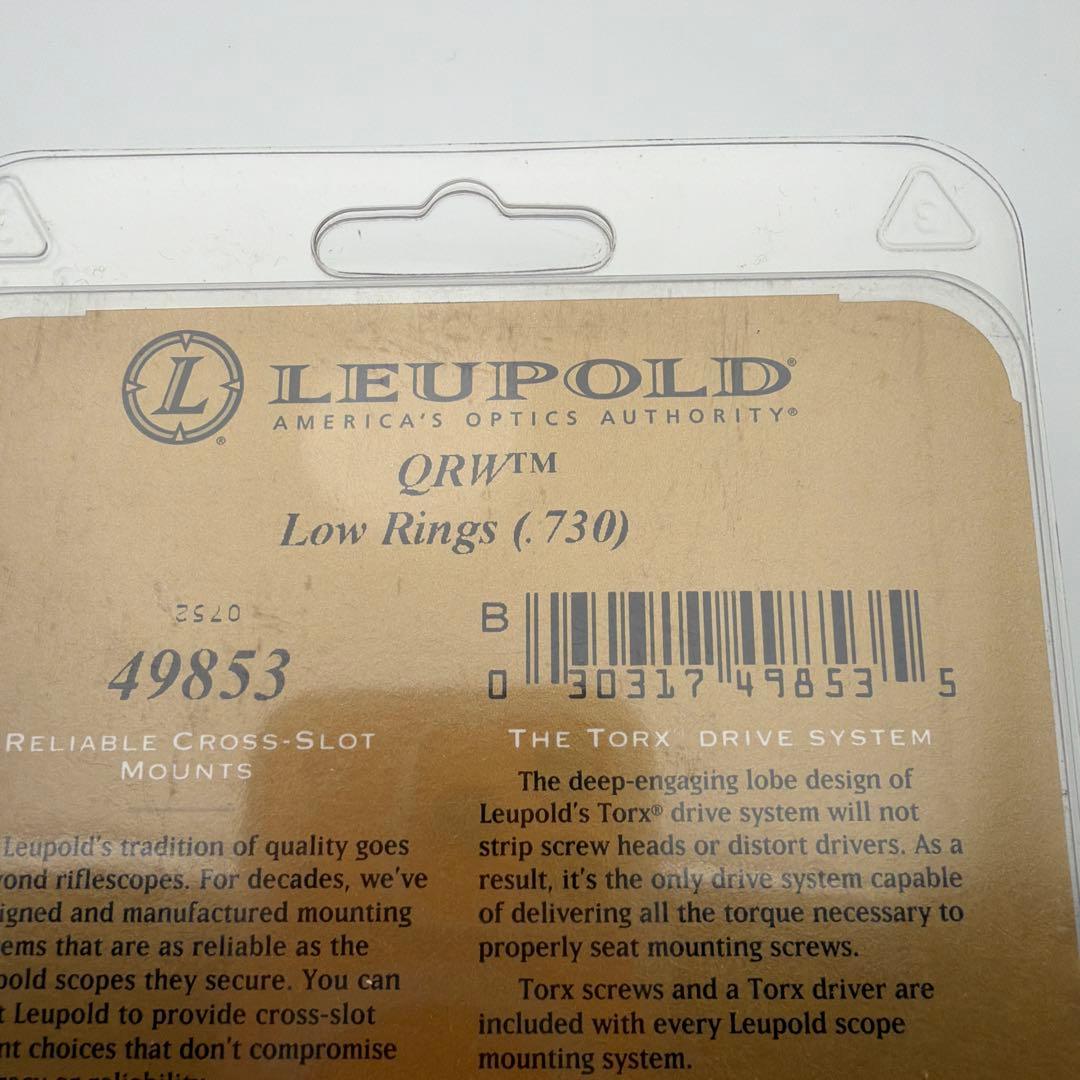 L
®
LEUPOLD®
AMERICA'S OPTICS AUTHORITY®
QRW™
Low Rings (.730)
0752
49853
B
0 30317 49853 5
RELIABLE CROSS-SLOT
MOUNTS
Leupold's tradition of quality goes
yond riflescopes. For decades, we've
igned and manufactured mounting
ems that are as reliable as the
pold scopes they secure. You can
t Leupold to provide cross-slot
nt choices that don't compromise
THE TORX® DRIVE SYSTEM
The deep-engaging lobe design of
Leupold's Torx® drive system will not
strip screw heads or distort drivers. As a
result, it's the only drive system capable
of delivering all the torque necessary to
properly seat mounting screws.
Torx screws and a Torx driver are
included with every Leupold scope
mounting system.
3
3